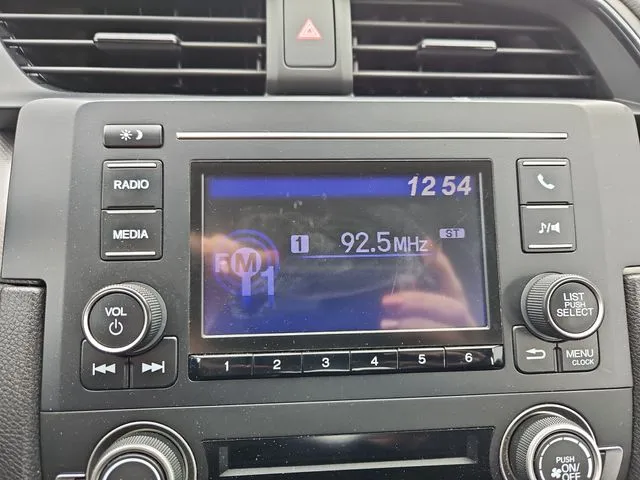 RADIO
MEDIA
VOL
12 54
1 92.5MHz ST
FM1
1 2 3 4 5 6
LIST
PUSH
SELECT
MENU
CLOCK
PUSH
ON/
OFF